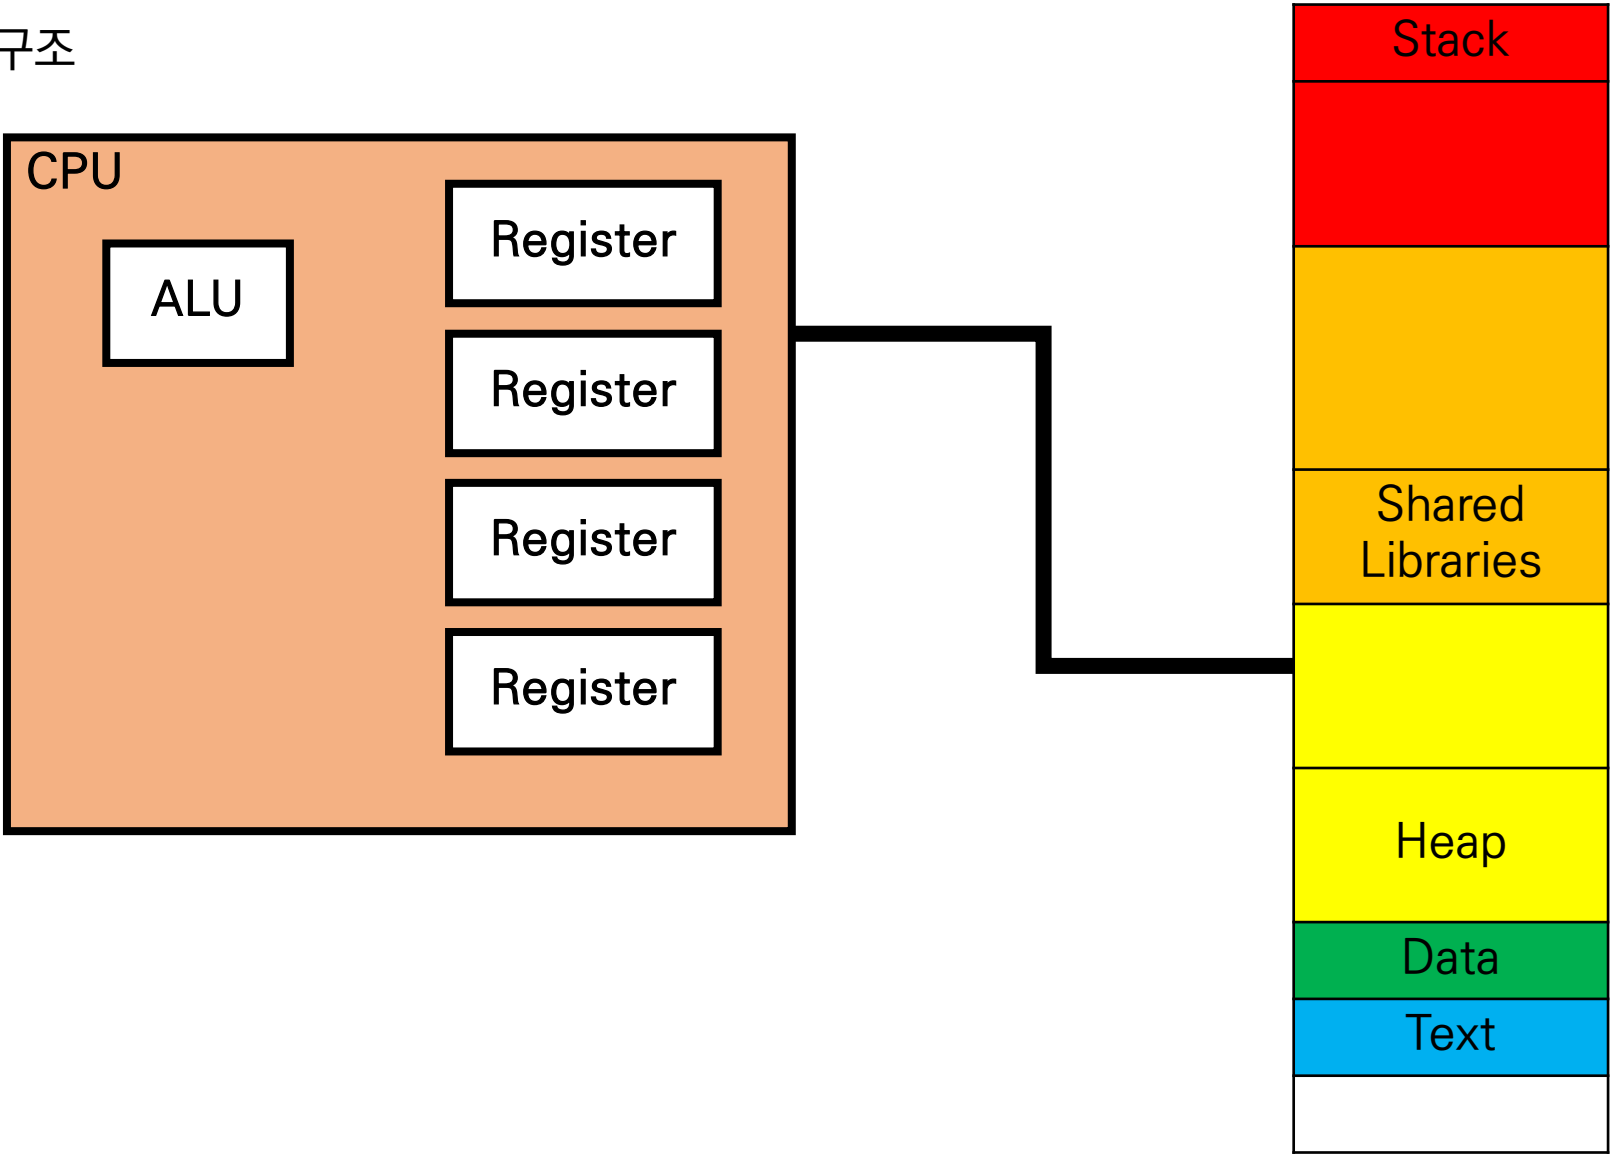 구조
CPU
ALU
Register
Register
Register
Register
Stack
Shared
Libraries
Heap
Data
Text